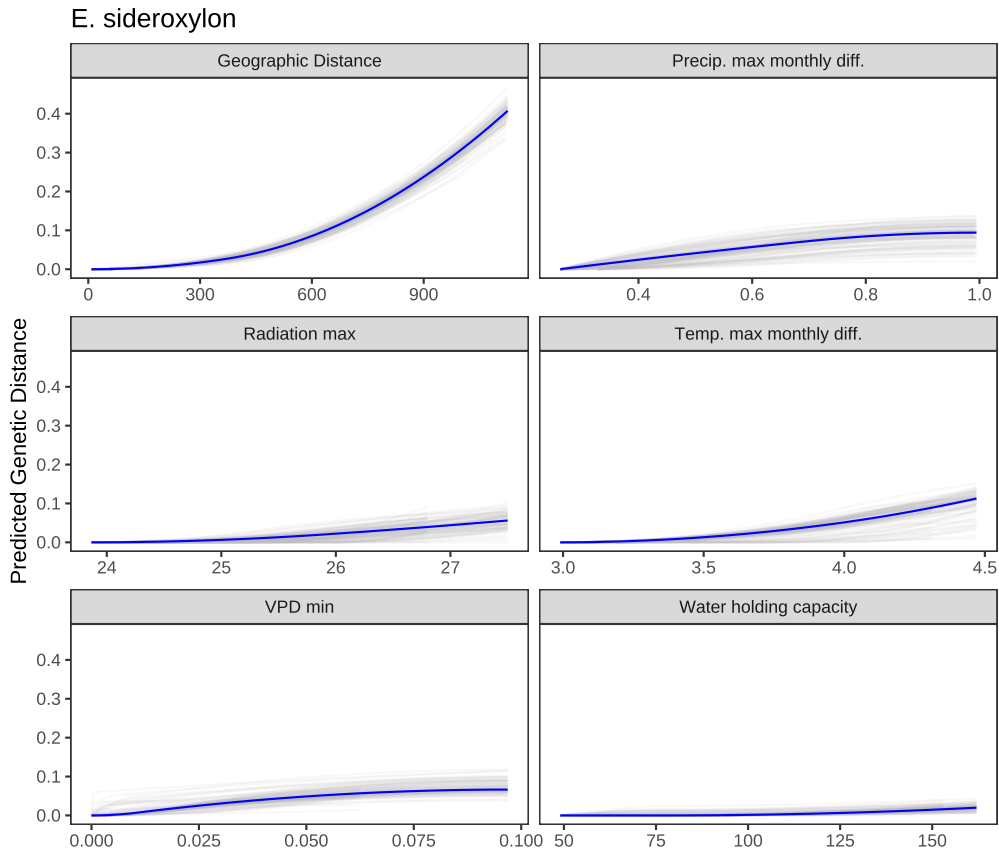 E. sideroxylon
Geographic Distance
Precip. max monthly diff.
0.4
0.3
0.2
0.1
0.0
0 300 600 900
0.4 0.6 0.8 1.0
Predicted Genetic Distance
Radiation max
Temp. max monthly diff.
0.4
0.3
0.2
0.1
0.0
24 25 26 27
3.0 3.5 4.0 4.5
VPD min
Water holding capacity
0.4
0.3
0.2
0.1
0.0
0.000 0.025 0.050 0.075 0.100
50 75 100 125 150